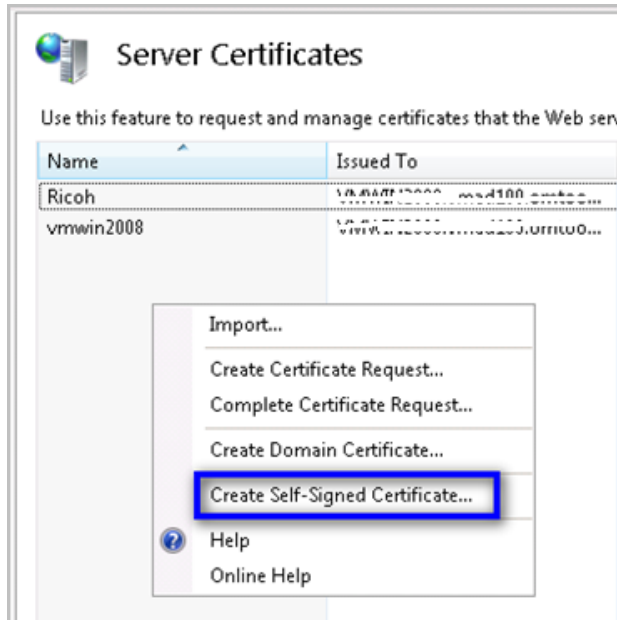 Server Certificates
Use this feature to request and manage certificates that the Web
Name Issued To
Ricoh
vmwin2008
Import...
Create Certificate Request...
Complete Certificate Request...
Create Domain Certificate...
Create Self-Signed Certificate...
Help
Online Help